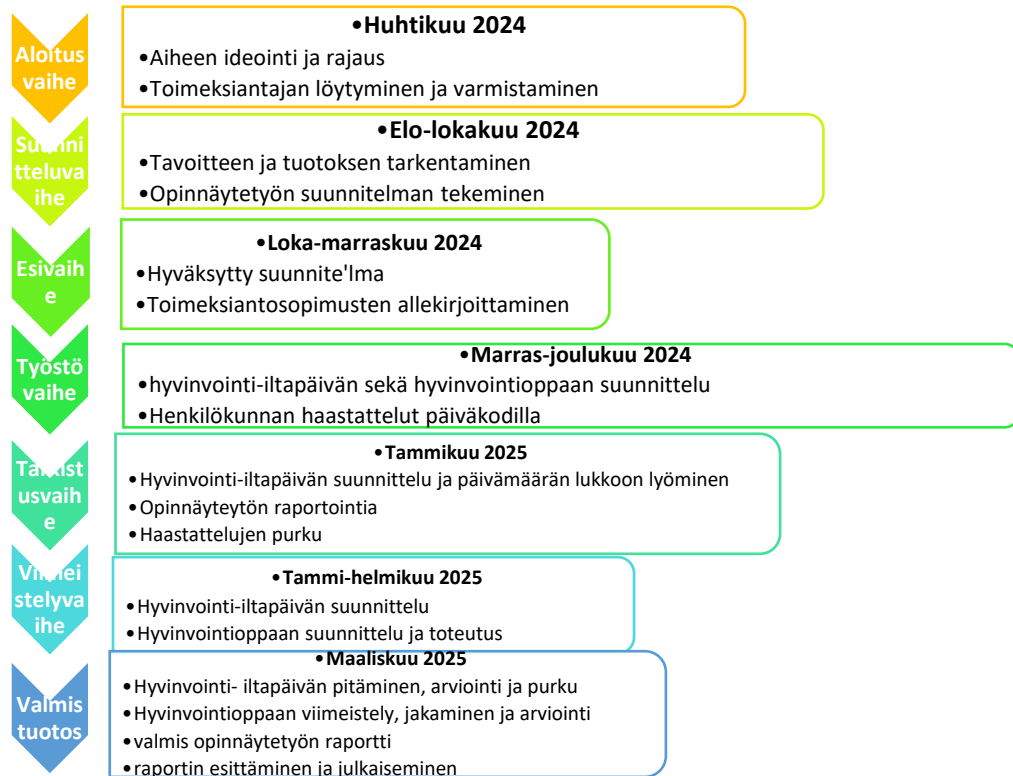 Aloitus
vaihe
•Huhtikuu 2024
•Aiheen ideointi ja rajaus
•Toimeksiantajan löytyminen ja varmistaminen
Suunni
tteluva
ihe
•Elo-lokakuu 2024
•Tavoitteen ja tuotoksen tarkentaminen
•Opinnäytetyön suunnitelman tekeminen
Esivaih
e
•Loka-marraskuu 2024
•Hyväksytty suunnite'lma
•Toimeksiantosopimusten allekirjoittaminen
Työstö
vaihe
•Marras-joulukuu 2024
•hyvinvointi-iltapäivän sekä hyvinvointioppaan suunnittelu
•Henkilökunnan haastattelut päiväkodilla
Tarkist
usvaih
e
•Tammikuu 2025
•Hyvinvointi-iltapäivän suunnittelu ja päivämäärän lukkoon lyöminen
•Opinnäyteytön raportointia
•Haastattelujen purku
Viimei
stelyva
ihe
•Tammi-helmikuu 2025
•Hyvinvointi-iltapäivän suunnittelu
•Hyvinvointioppaan suunnittelu ja toteutus
Valmis
tuotos
•Maaliskuu 2025
•Hyvinvointi- iltapäivän pitäminen, arviointi ja purku
•Hyvinvointioppaan viimeistely, jakaminen ja arviointi
•valmis opinnäytetyön raportti
•raportin esittäminen ja julkaiseminen